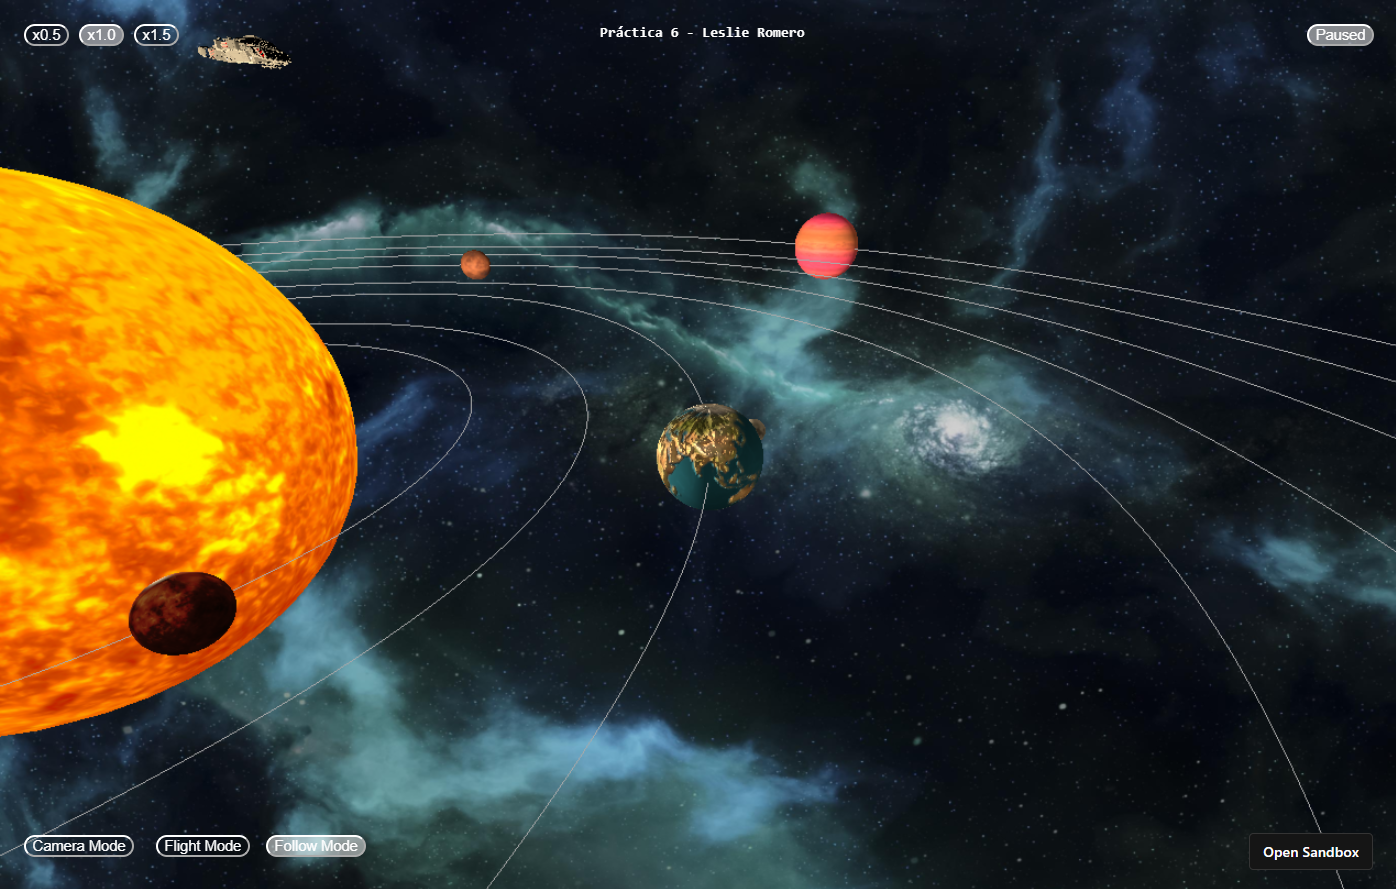 x0.5 x1.0 x1.5
Práctica 6 - Leslie Romero
Paused
Camera Mode Flight Mode Follow Mode
Open Sandbox